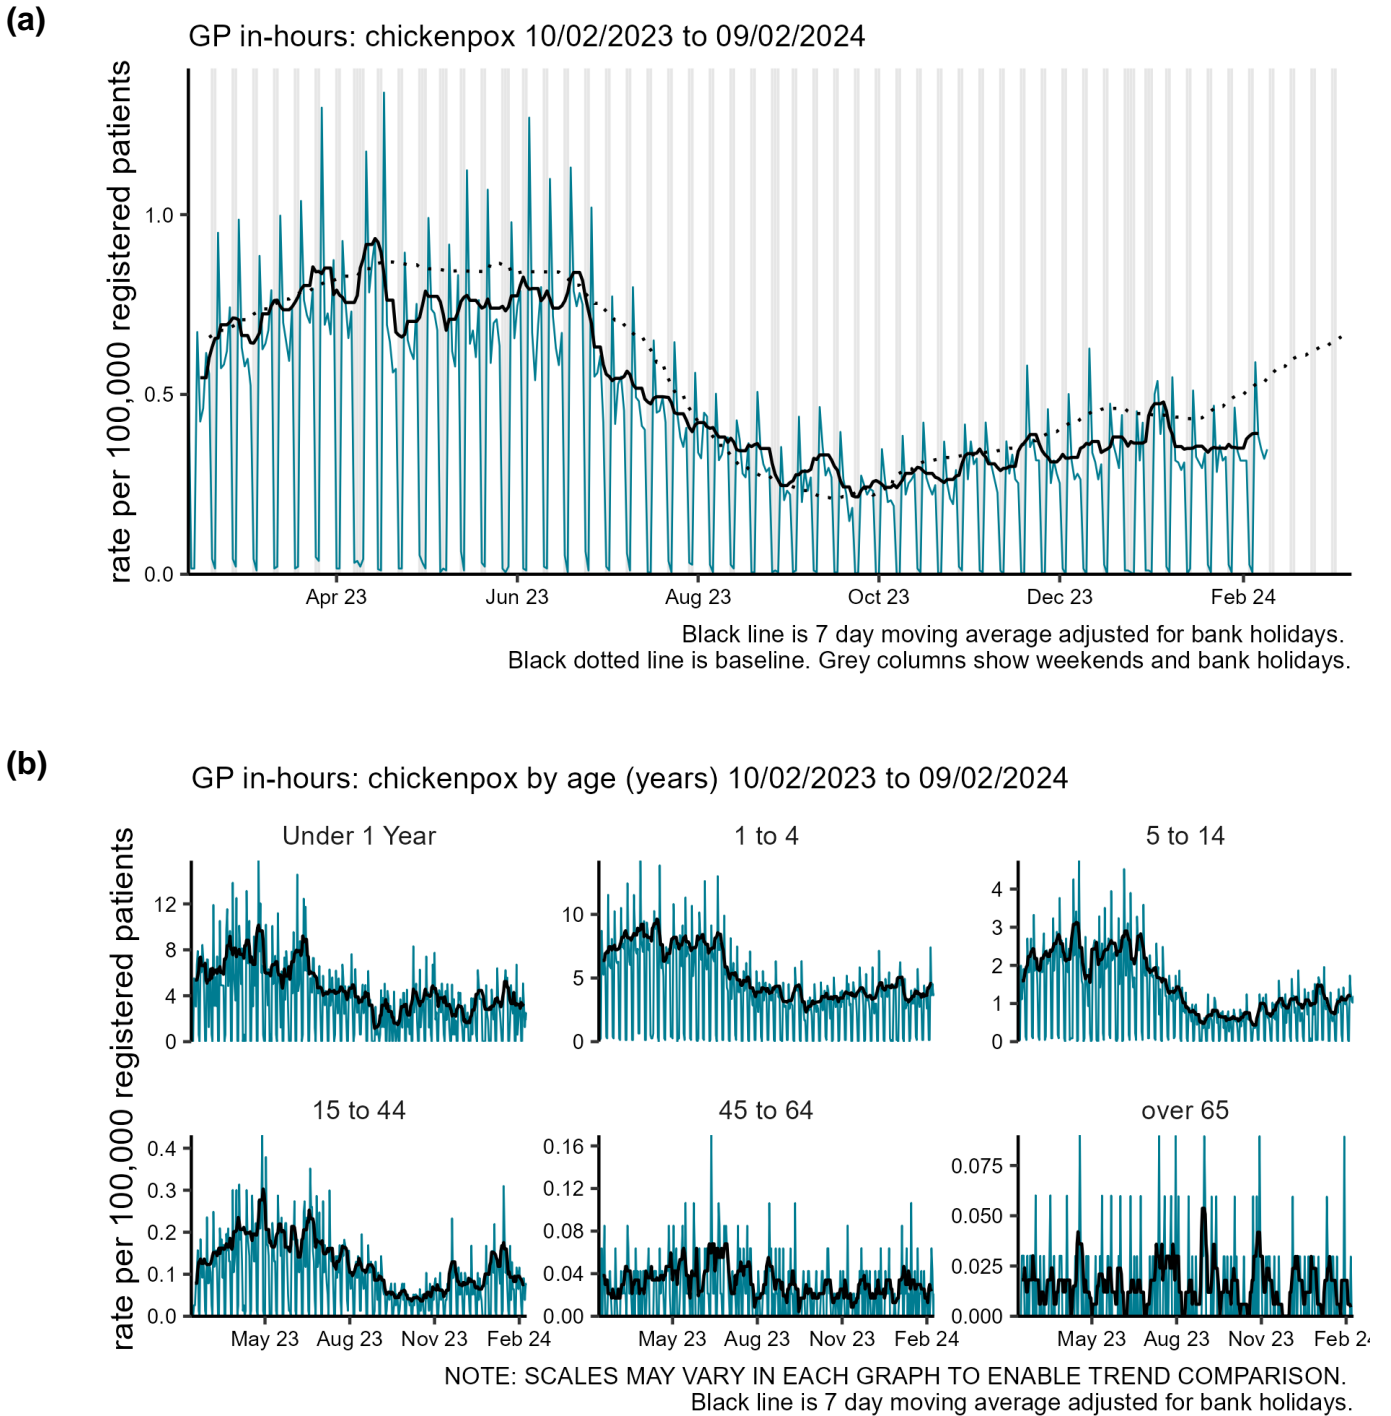 (a)
GP in-hours: chickenpox 10/02/2023 to 09/02/2024
rate per 100,000 registered patients
1.0
0.5
0.0
Apr 23
Jun 23
Aug 23
Oct 23
Dec 23
Feb 24
Black line is 7 day moving average adjusted for bank holidays.
Black dotted line is baseline. Grey columns show weekends and bank holidays.
(b)
GP in-hours: chickenpox by age (years) 10/02/2023 to 09/02/2024
rate per 100,000 registered patients
Under 1 Year
12
8
4
0
1 to 4
10
5
0
5 to 14
4
3
2
1
0
15 to 44
0.4
0.3
0.2
0.1
0.0
May 23
Aug 23
Nov 23
Feb 24
45 to 64
0.16
0.12
0.08
0.04
0.00
May 23
Aug 23
Nov 23
Feb 24
over 65
0.075
0.050
0.025
0.000
May 23
Aug 23
Nov 23
Feb 2
NOTE: SCALES MAY VARY IN EACH GRAPH TO ENABLE TREND COMPARISON.
Black line is 7 day moving average adjusted for bank holidays.